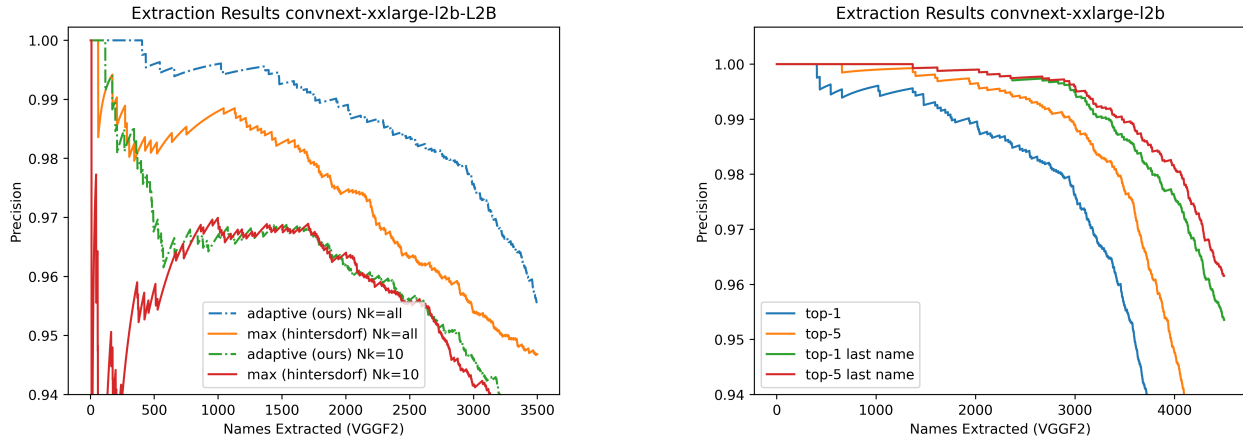 Extraction Results convnext-xxlarge-l2b-L2B
1.00
0.99
0.98
0.97
0.96
0.95
0.94
Precision
adaptive (ours) Nk=all
max (hintersdorf) Nk=all
adaptive (ours) Nk=10
max (hintersdorf) Nk=10
0 500 1000 1500 2000 2500 3000 3500
Names Extracted (VGGF2)
Extraction Results convnext-xxlarge-l2b
1.00
0.99
0.98
0.97
0.96
0.95
0.94
Precision
top-1
top-5
top-1 last name
top-5 last name
0 1000 2000 3000 4000
Names Extracted (VGGF2)